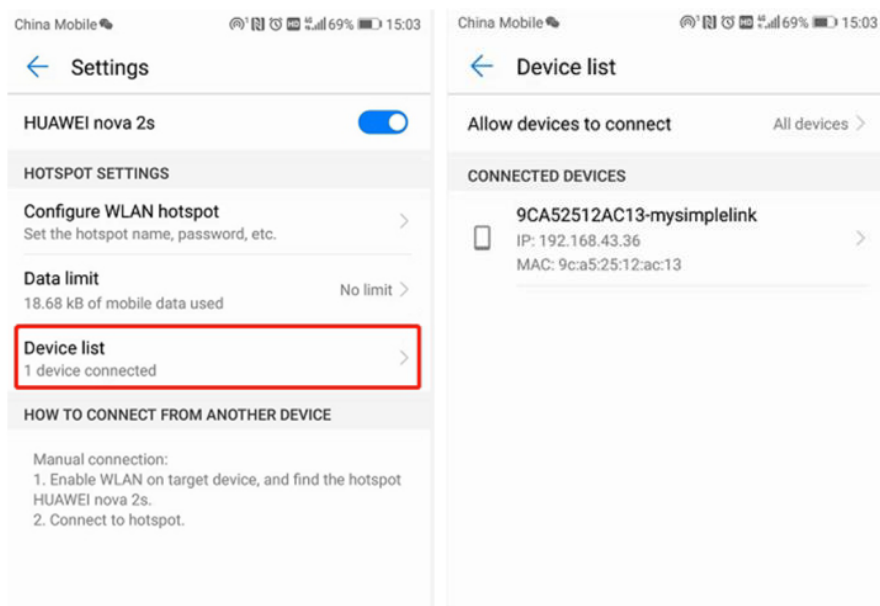 China Mobile 69% 15:03
Settings
HUAWEI nova 2s
HOTSPOT SETTINGS
Configure WLAN hotspot
Set the hotspot name, password, etc.
Data limit
18.68 kB of mobile data used
No limit
Device list
1 device connected
HOW TO CONNECT FROM ANOTHER DEVICE
Manual connection:
1. Enable WLAN on target device, and find the hotspot
HUAWEI nova 2s.
2. Connect to hotspot.
China Mobile 69% 15:03
Device list
Allow devices to connect All devices
CONNECTED DEVICES
9CA52512AC13-mysimplelink
IP: 192.168.43.36
MAC: 9c:a5:25:12:ac:13